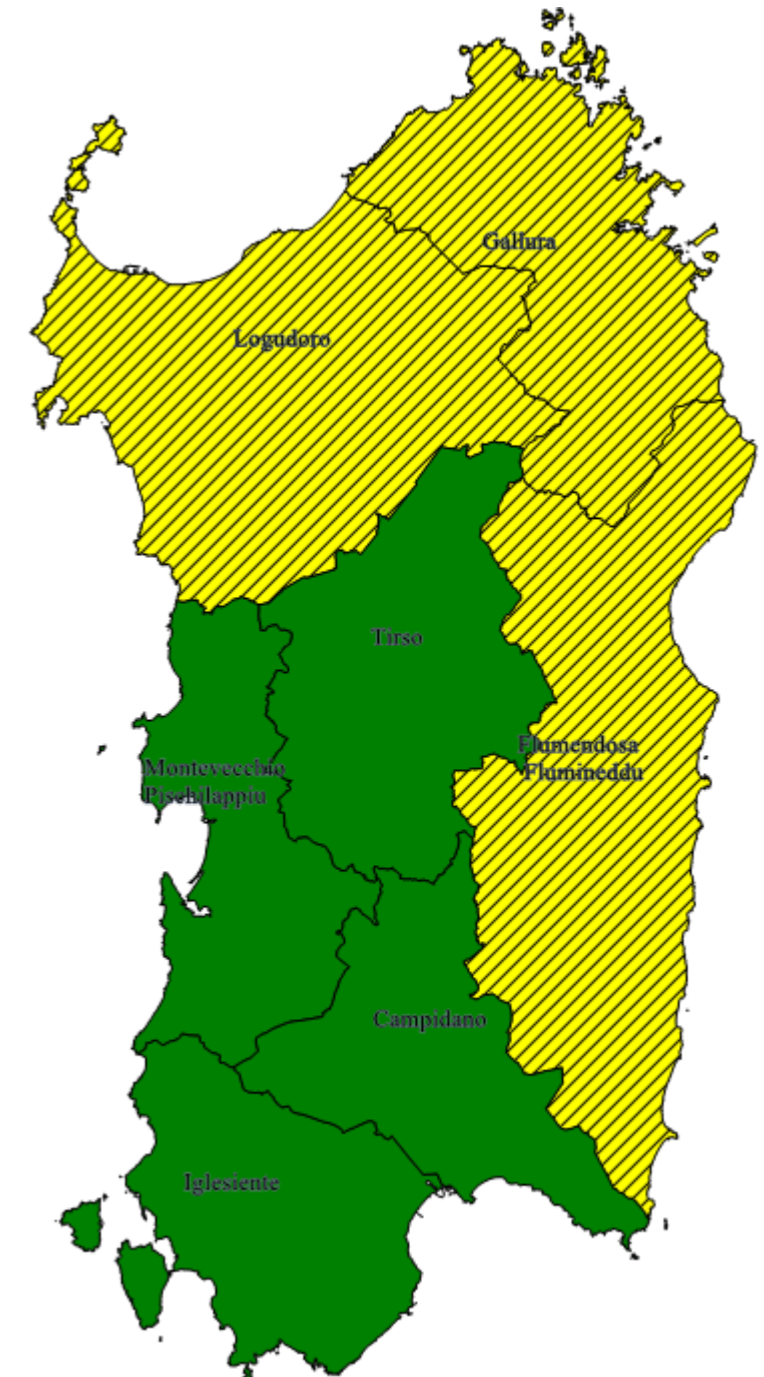 Gallura
Logudoro
Tirso
Flumendosa
Flumineddu
Montevecchio
Pischilappiu
Campidano
Iglesiente